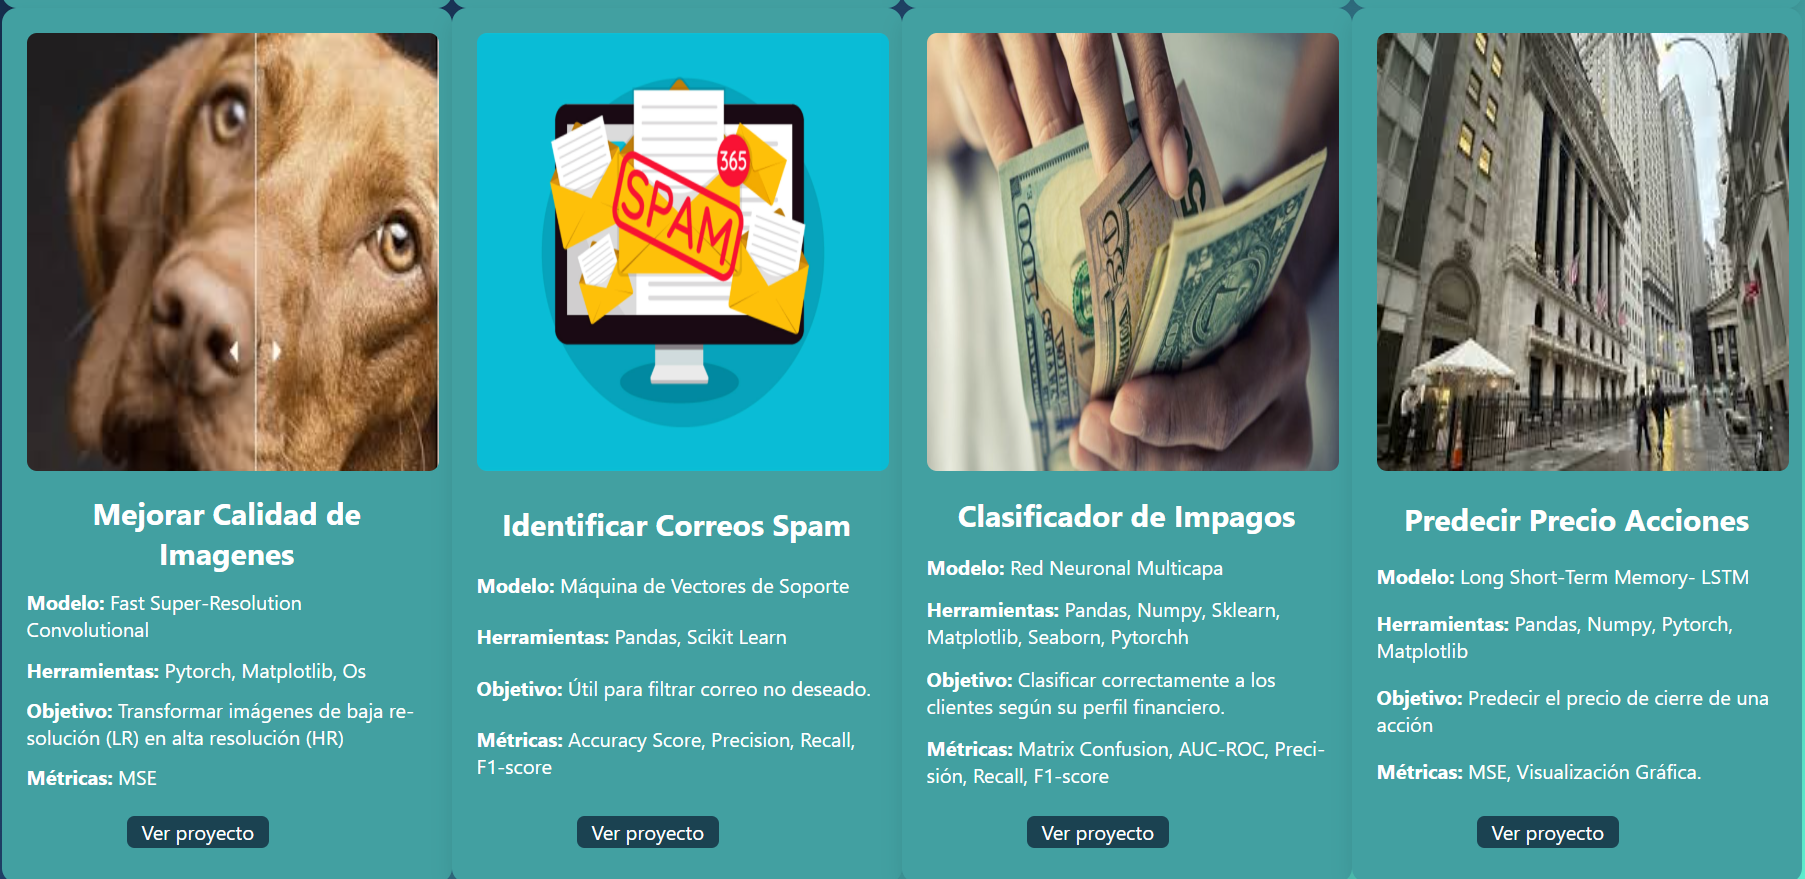 365
SPAM
Mejorar Calidad de
Imagenes
Modelo: Fast Super-Resolution
Convolutional
Herramientas: Pytorch, Matplotlib, Os
Objetivo: Transformar imágenes de baja re-
solución (LR) en alta resolución (HR)
Métricas: MSE
Ver proyecto
Identificar Correos Spam
Modelo: Máquina de Vectores de Soporte
Herramientas: Pandas, Scikit Learn
Objetivo: Útil para filtrar correo no deseado.
Métricas: Accuracy Score, Precision, Recall,
F1-score
Ver proyecto
Clasificador de Impagos
Modelo: Red Neuronal Multicapa
Herramientas: Pandas, Numpy, Sklearn,
Matplotlib, Seaborn, Pytorchh
Objetivo: Clasificar correctamente a los
clientes según su perfil financiero.
Métricas: Matrix Confusion, AUC-ROC, Preci-
sión, Recall, F1-score
Ver proyecto
Predecir Precio Acciones
Modelo: Long Short-Term Memory- LSTM
Herramientas: Pandas, Numpy, Pytorch,
Matplotlib
Objetivo: Predecir el precio de cierre de una
acción
Métricas: MSE, Visualización Gráfica.
Ver proyecto